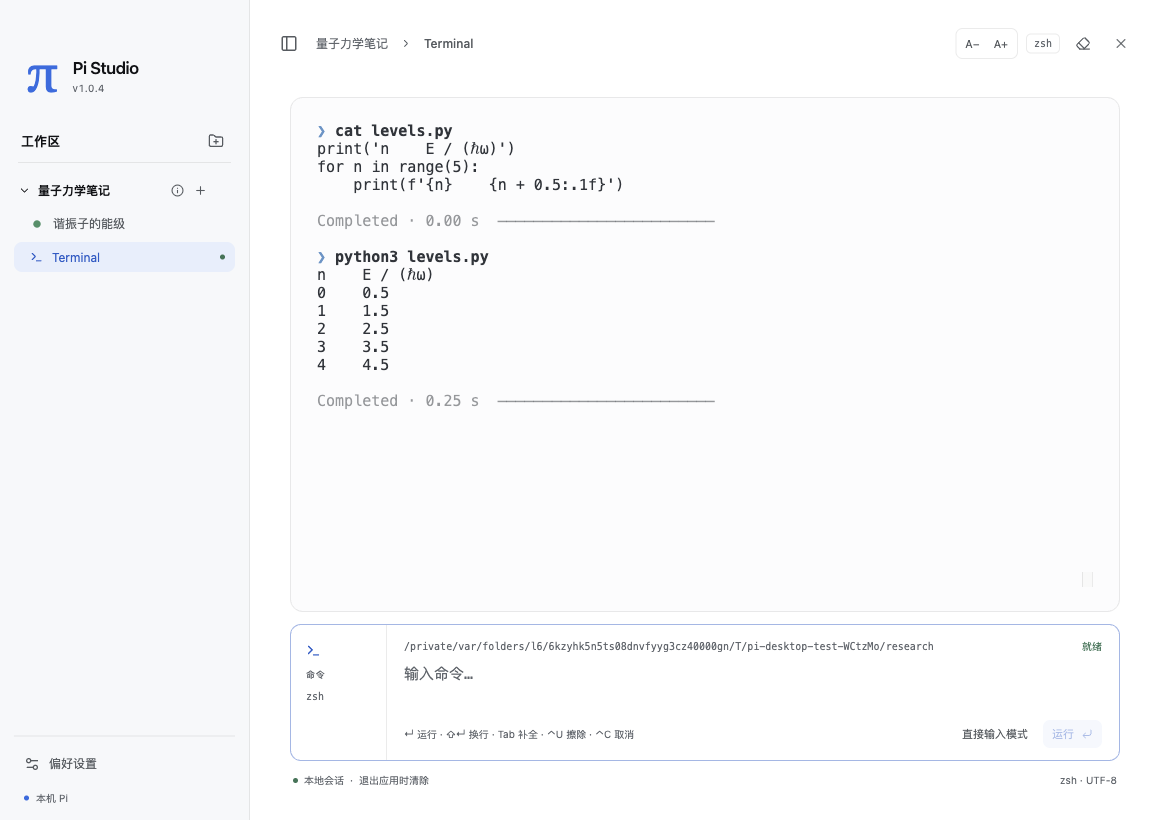 Pi Studio
v1.0.4
工作区
量子力学笔记
谐振子的能级
Terminal
偏好设置
本机 Pi
量子力学笔记 › Terminal
A− A+ zsh
❯ cat levels.py
print('n    E / (ℏω)')
for n in range(5):
    print(f'{n}    {n + 0.5:.1f}')
Completed · 0.00 s ────────────────────────
❯ python3 levels.py
n    E / (ℏω)
0    0.5
1    1.5
2    2.5
3    3.5
4    4.5
Completed · 0.25 s ────────────────────────
命令
zsh
/private/var/folders/l6/6kzyhk5n5ts08dnvfyyg3cz40000gn/T/pi-desktop-test-WCtzMo/research
就绪
输入命令…
↵ 运行 · ⇧↵ 换行 · Tab 补全 · ^U 擦除 · ^C 取消
直接输入模式
运行 ↵
本地会话 · 退出应用时清除
zsh · UTF-8